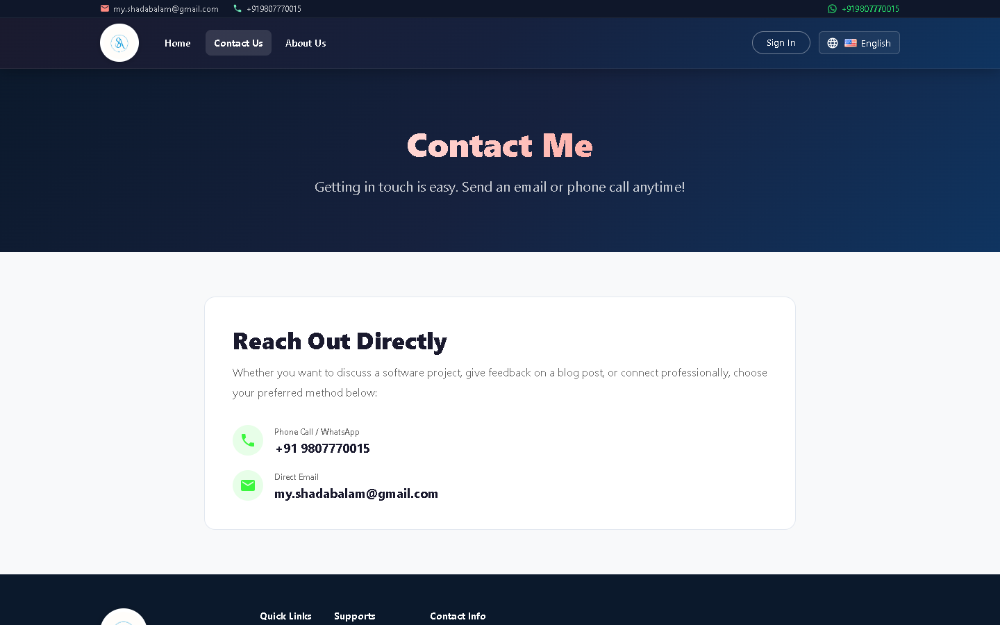 my.shadabalam@gmail.com
+919807770015
+919807770015
SA
Home
Contact Us
About Us
Sign In
English
Contact Me
Getting in touch is easy. Send an email or phone call anytime!
Reach Out Directly
Whether you want to discuss a software project, give feedback on a blog post, or connect professionally, choose
your preferred method below:
Phone Call / WhatsApp
+91 9807770015
Direct Email
my.shadabalam@gmail.com
Quick Links
Supports
Contact Info